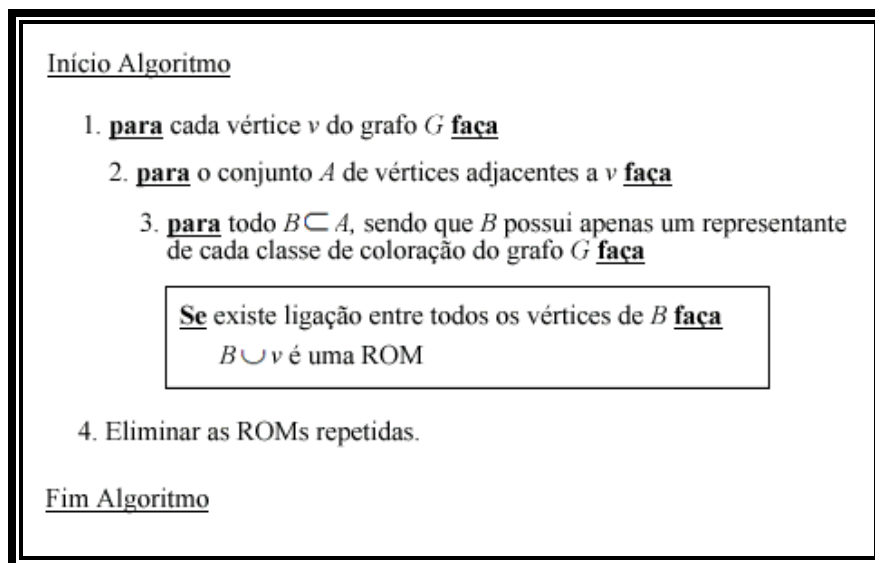 Início Algoritmo
1. para cada vértice v do grafo G faça
2. para o conjunto A de vértices adjacentes a v faça
3. para todo B⊂ A, sendo que B possui apenas um representante
de cada classe de coloração do grafo G faça
Se existe ligação entre todos os vértices de B faça
B∪v é uma ROM
4. Eliminar as ROMs repetidas.
Fim Algoritmo